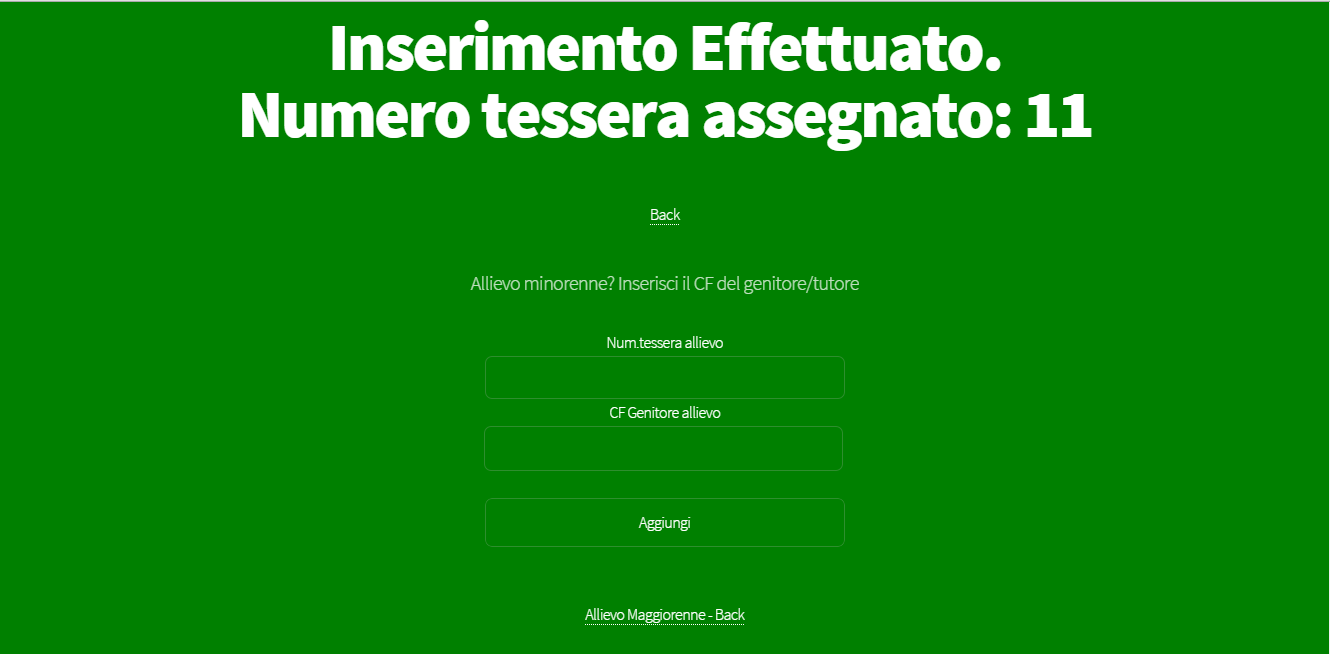 Inserimento Effettuato.
Numero tessera assegnato: 11
Back
Allievo minorenne? Inserisci il CF del genitore/tutore
Num.tessera allievo
CF Genitore allievo
Aggiungi
Allievo Maggiorenne - Back